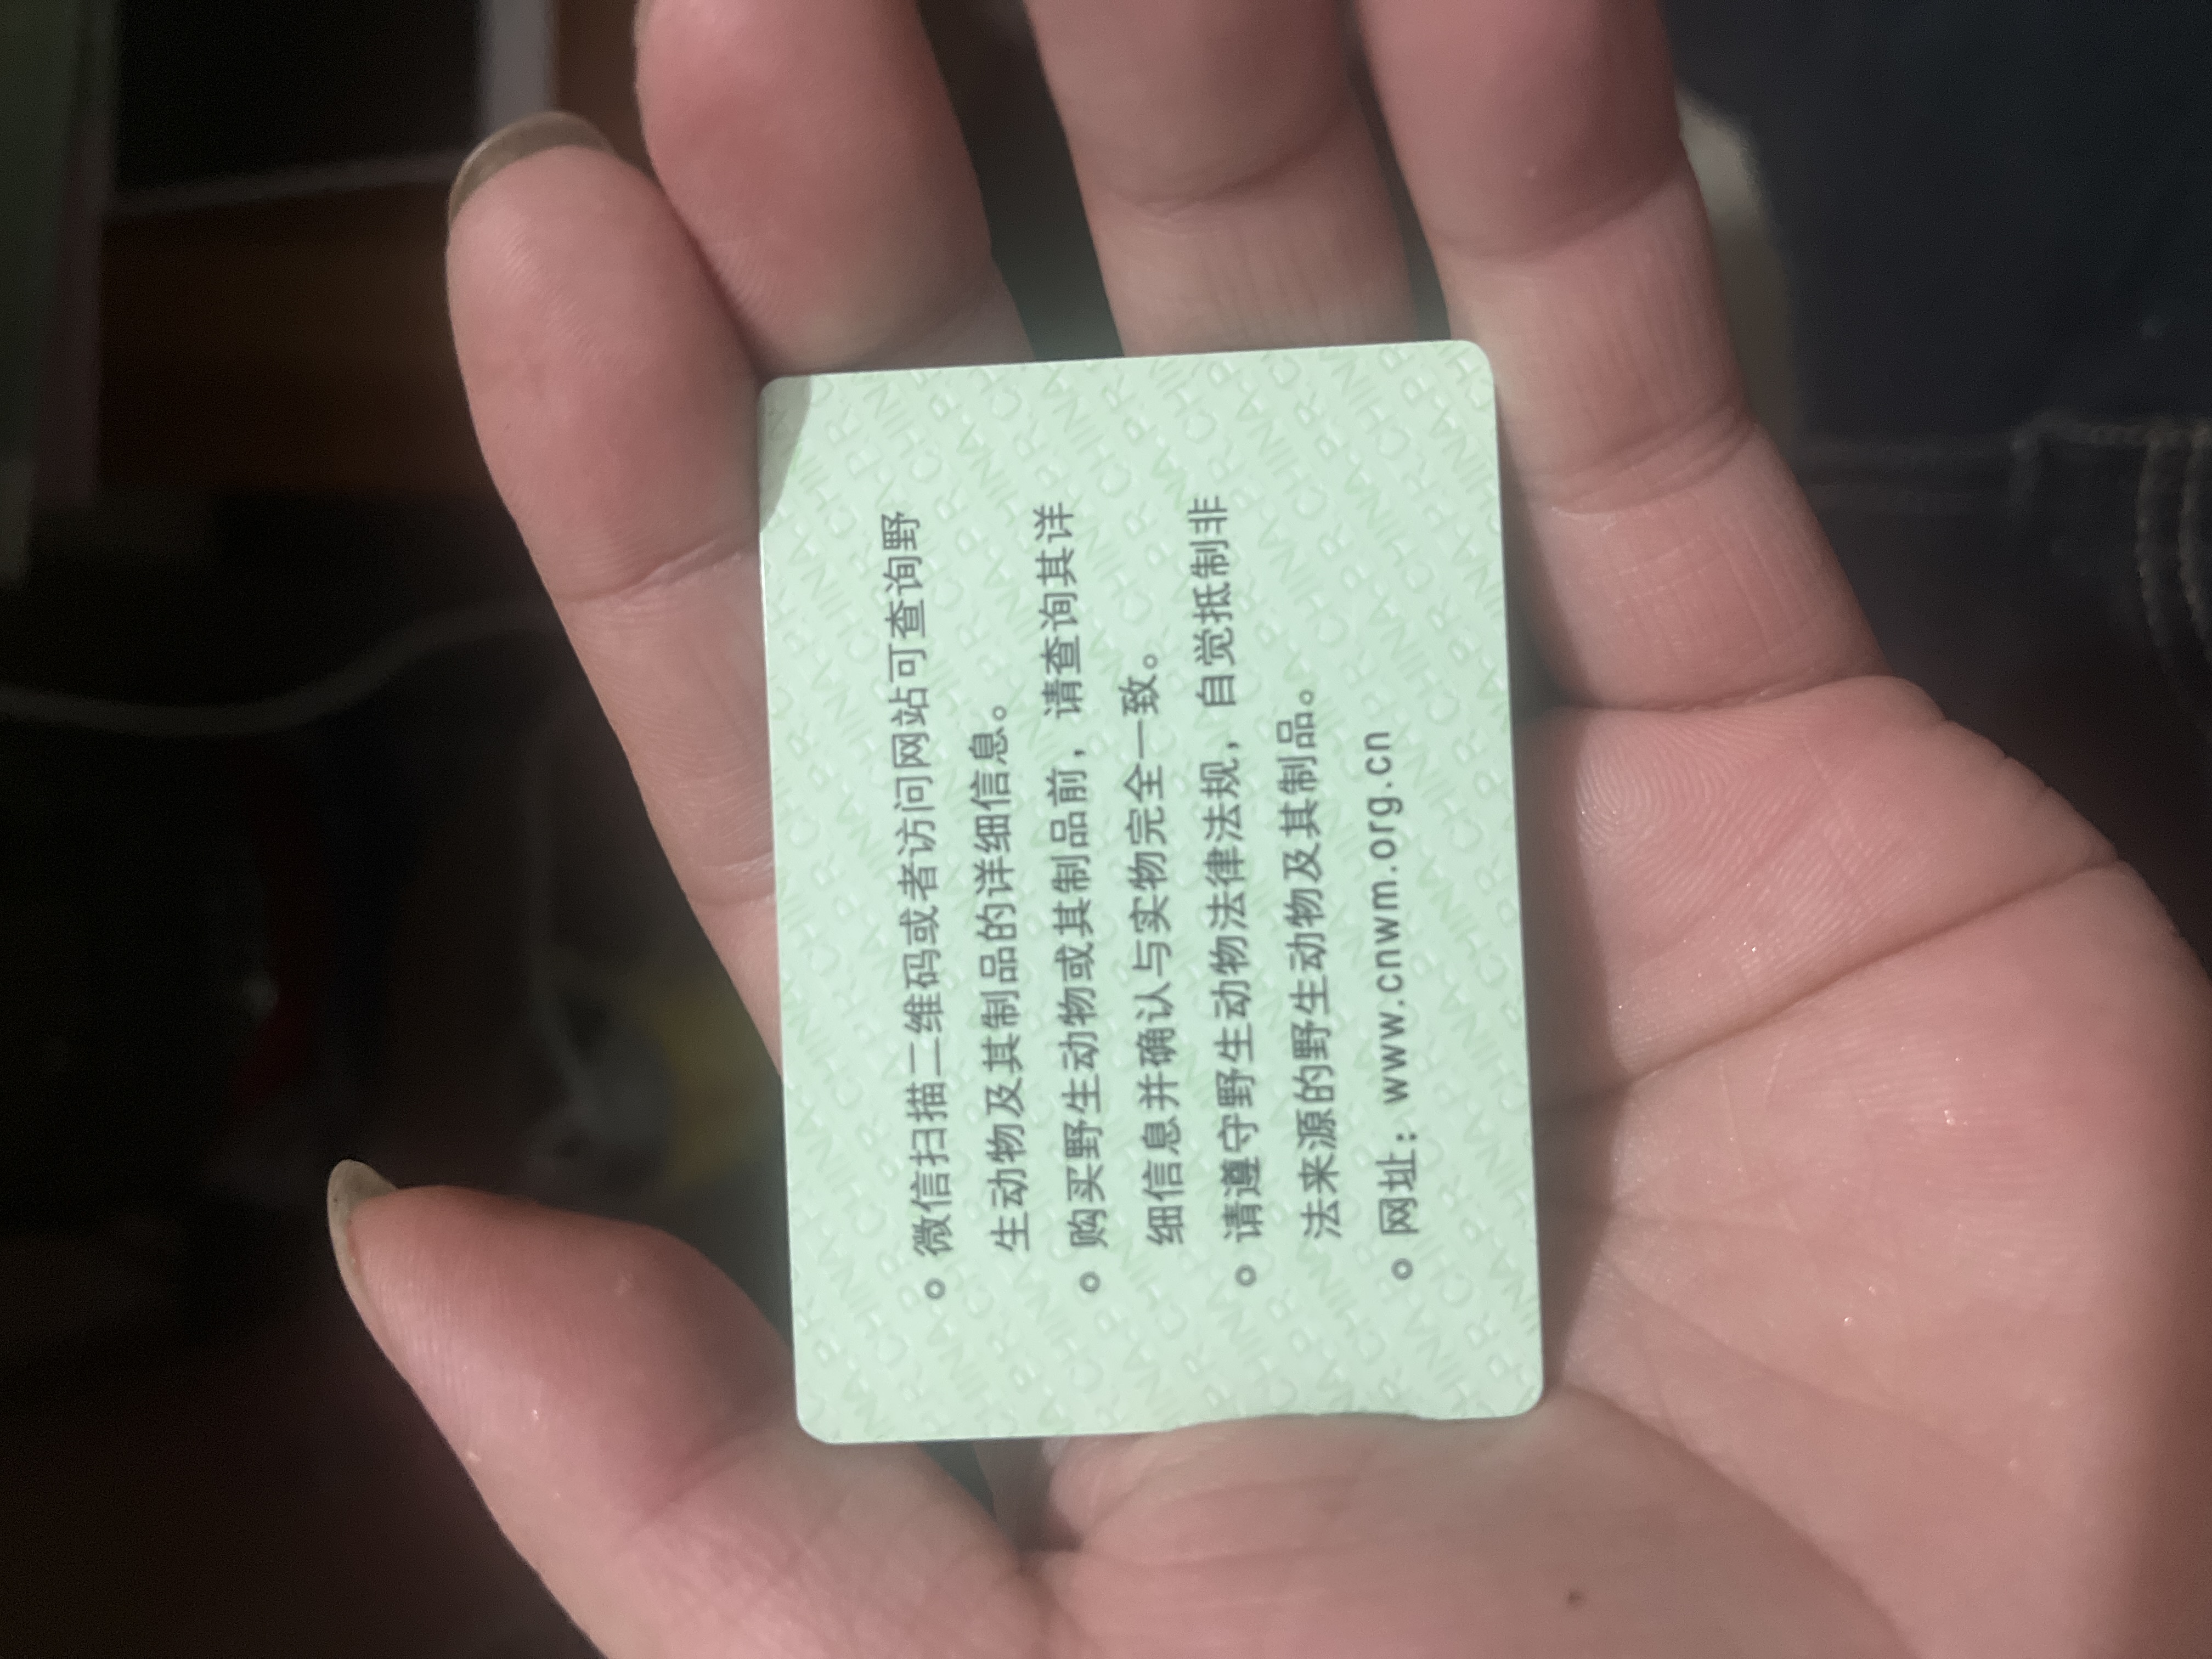 微信扫描二维码或者访问网站可查询野
生动物及其制品的详细信息。
购买野生动物或其制品前，请查询其详
细信息并确认与实物完全一致。
请遵守野生动物法律法规，自觉抵制非
法来源的野生动物及其制品。
网址：www.cnwm.org.cn